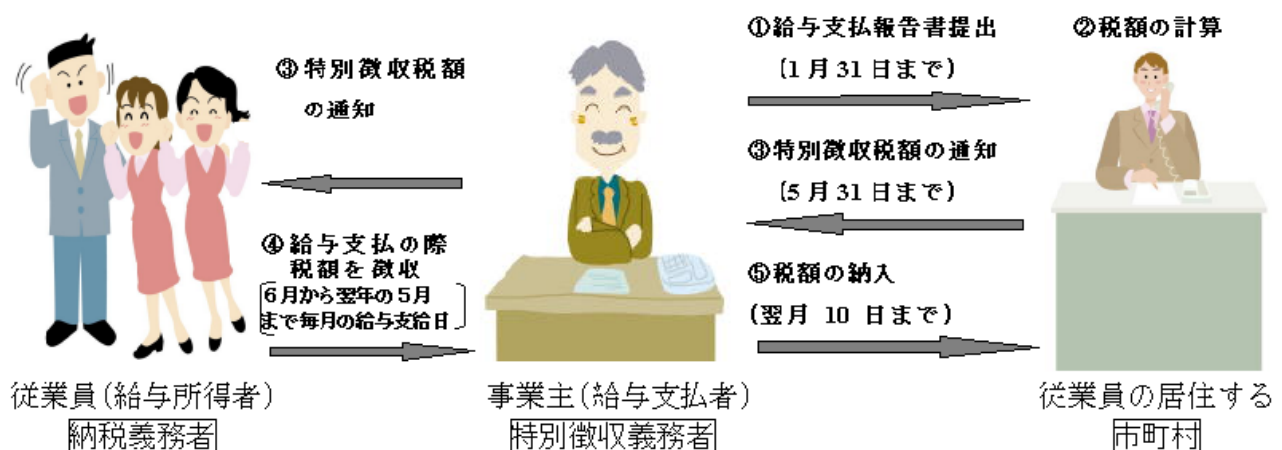 ①給与支払報告書提出
(1月31日まで)
②税額の計算
③特別徴収税額
の通知
③特別徴収税額の通知
(5月31日まで)
④給与支払の際
税額を徴収
6月から翌年の5月
まで毎月の給与支給日
⑤税額の納入
(翌月 10 日まで)
従業員(給与所得者)
納税義務者
事業主(給与支払者)
特別徴収義務者
従業員の居住する
市町村